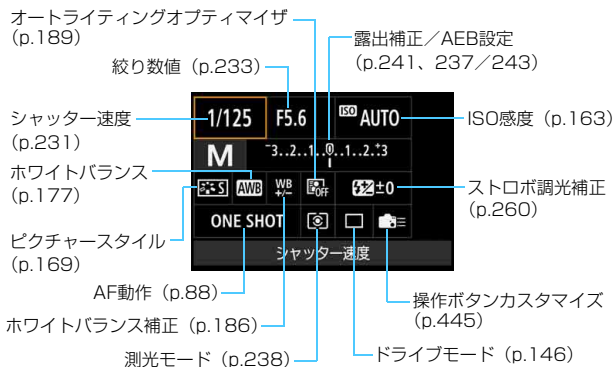 オートライティングオプティマイザ
(p.189)
露出補正／AEB設定
(p.241、237／243)
絞り数値（p.233）
シャッター速度
(p.231)
ISO感度（p.163）
ホワイトバランス
(p.177)
ストロボ調光補正
(p.260)
ピクチャースタイル
(p.169)
AF動作（p.88）
操作ボタンカスタマイズ
(p.445)
ホワイトバランス補正（p.186）
測光モード（p.238）
ドライブモード（p.146）
1/125 F5.6 ISO AUTO
M -3..2..1..0..1..2..+3
S AWB WB +/- OFF ±0
ONE SHOT
シャッター速度